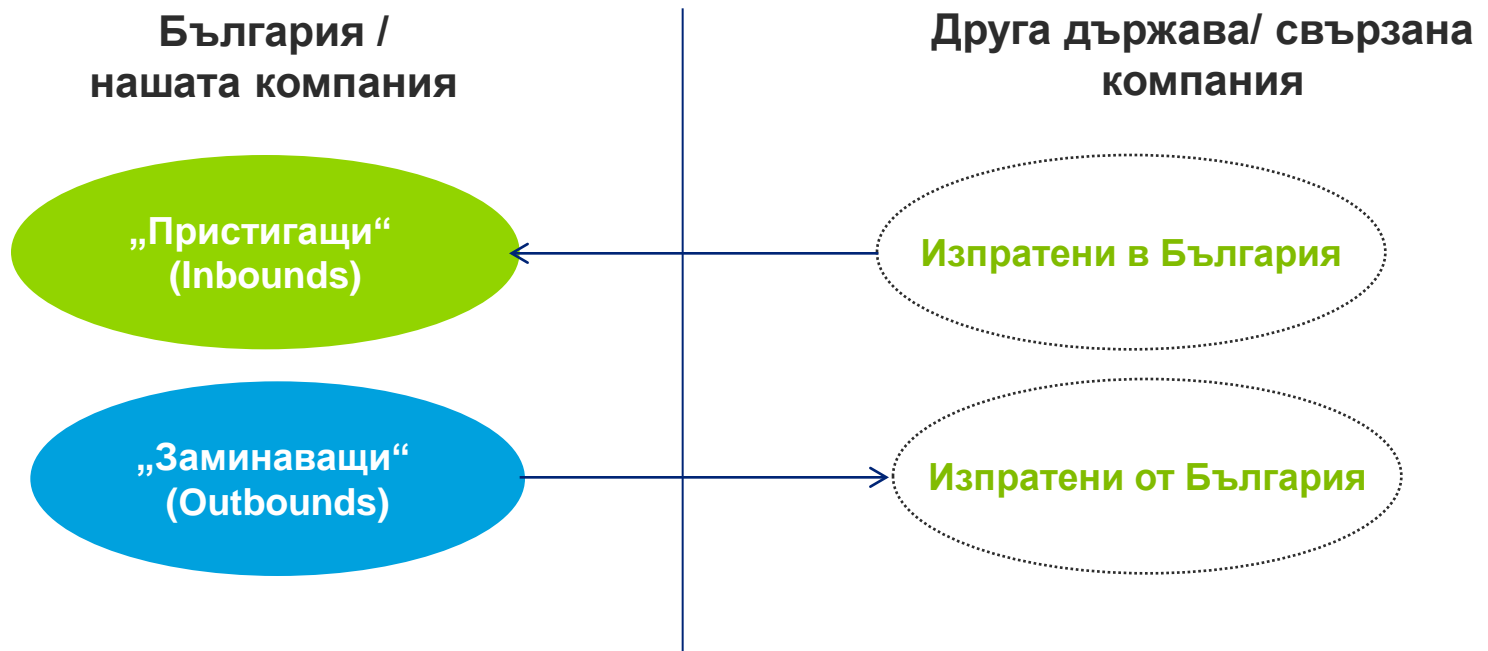 България /
нашата компания
Друга държава/ свързана
компания
„Пристигащи“
(Inbounds)
Изпратени в България
„Заминаващи“
(Outbounds)
Изпратени от България